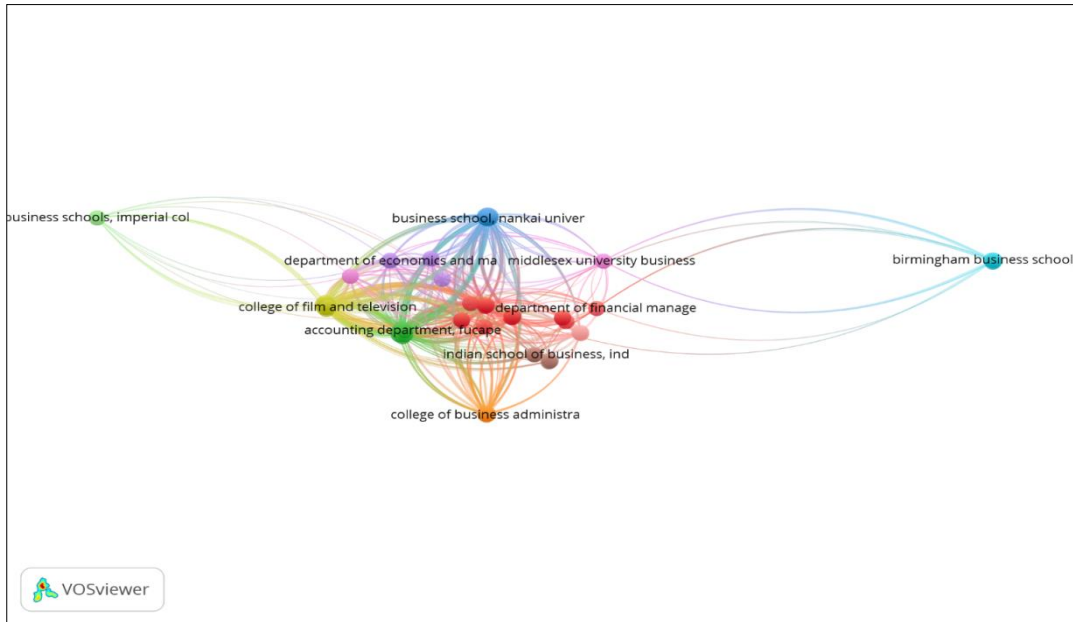 business schools, imperial col
business school, nankai univer
department of economics and ma
middlesex university business
birmingham business school
college of film and television
department of financial manage
accounting department, fucape
indian school of business, ind
college of business administra
VOSviewer